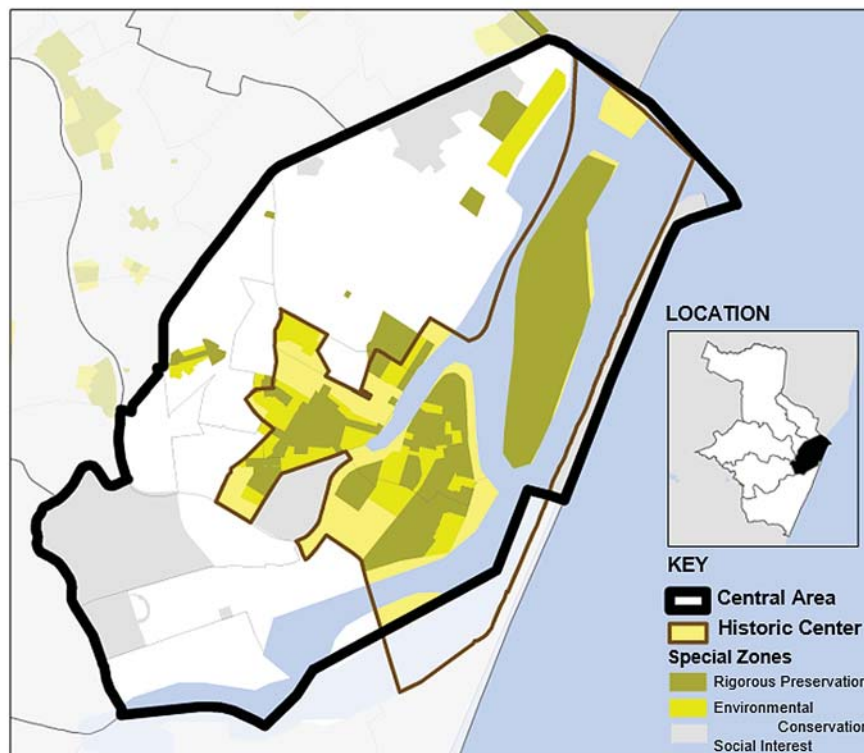 LOCATION
KEY
Central Area
Historic Center
Special Zones
Rigorous Preservation
Environmental
Conservation
Social Interest